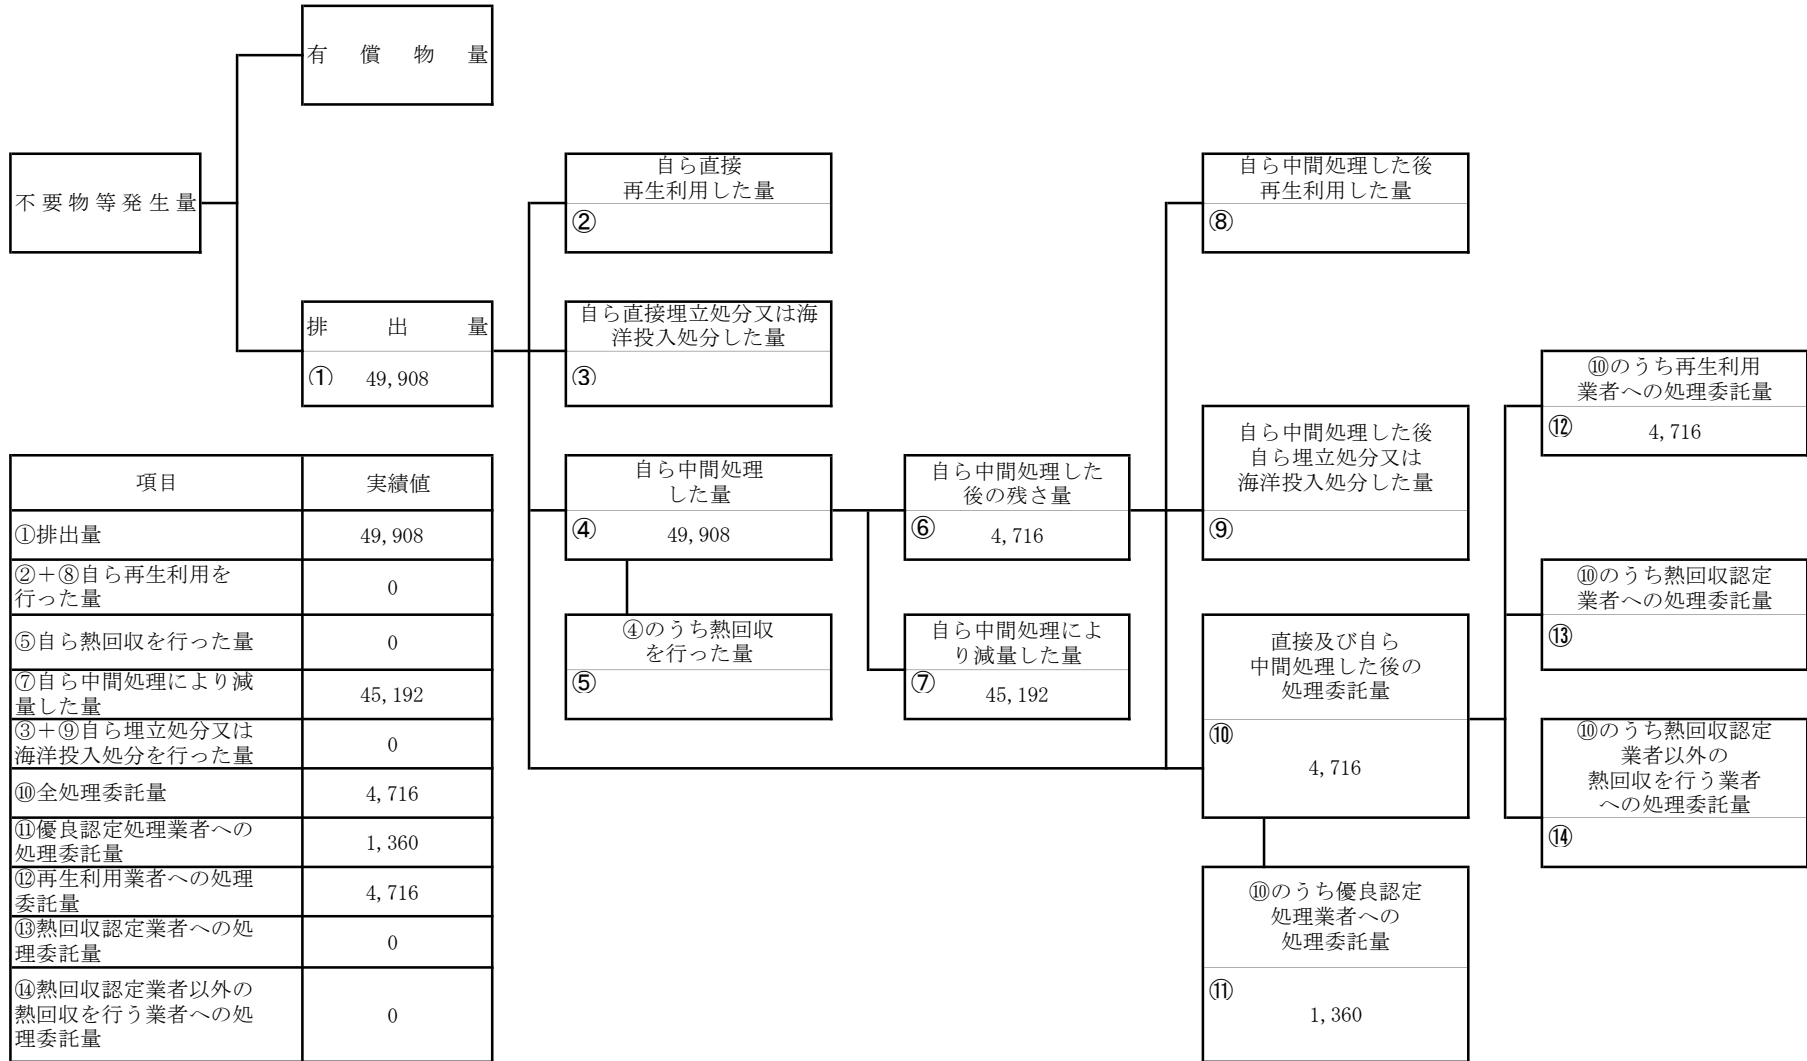 有償物量
不要物等発生量
排出量
① 49,908
自ら直接
再生利用した量
②
自ら直接埋立処分又は海
洋投入処分した量
③
自ら中間処理
した量
④ 49,908
④のうち熱回収
を行った量
⑤
自ら中間処理した
後の残さ量
⑥ 4,716
自ら中間処理によ
り減量した量
⑦ 45,192
自ら中間処理した後
再生利用した量
⑧
自ら中間処理した後
自ら埋立処分又は
海洋投入処分した量
⑨
直接及び自ら
中間処理した後の
処理委託量
⑩
4,716
⑩のうち優良認定
処理業者への
処理委託量
⑪
1,360
⑩のうち再生利用
業者への処理委託量
⑫ 4,716
⑩のうち熱回収認定
業者への処理委託量
⑬
⑩のうち熱回収認定
業者以外の
熱回収を行う業者
への処理委託量
⑭
項目 実績値
①排出量 49,908
②+⑧自ら再生利用を
行った量 0
⑤自ら熱回収を行った量 0
⑦自ら中間処理により減
量した量 45,192
③+⑨自ら埋立処分又は
海洋投入処分を行った量 0
⑩全処理委託量 4,716
⑪優良認定処理業者への
処理委託量 1,360
⑫再生利用業者への処理
委託量 4,716
⑬熱回収認定業者への処
理委託量 0
⑭熱回収認定業者以外の
熱回収を行う業者への処
理委託量 0